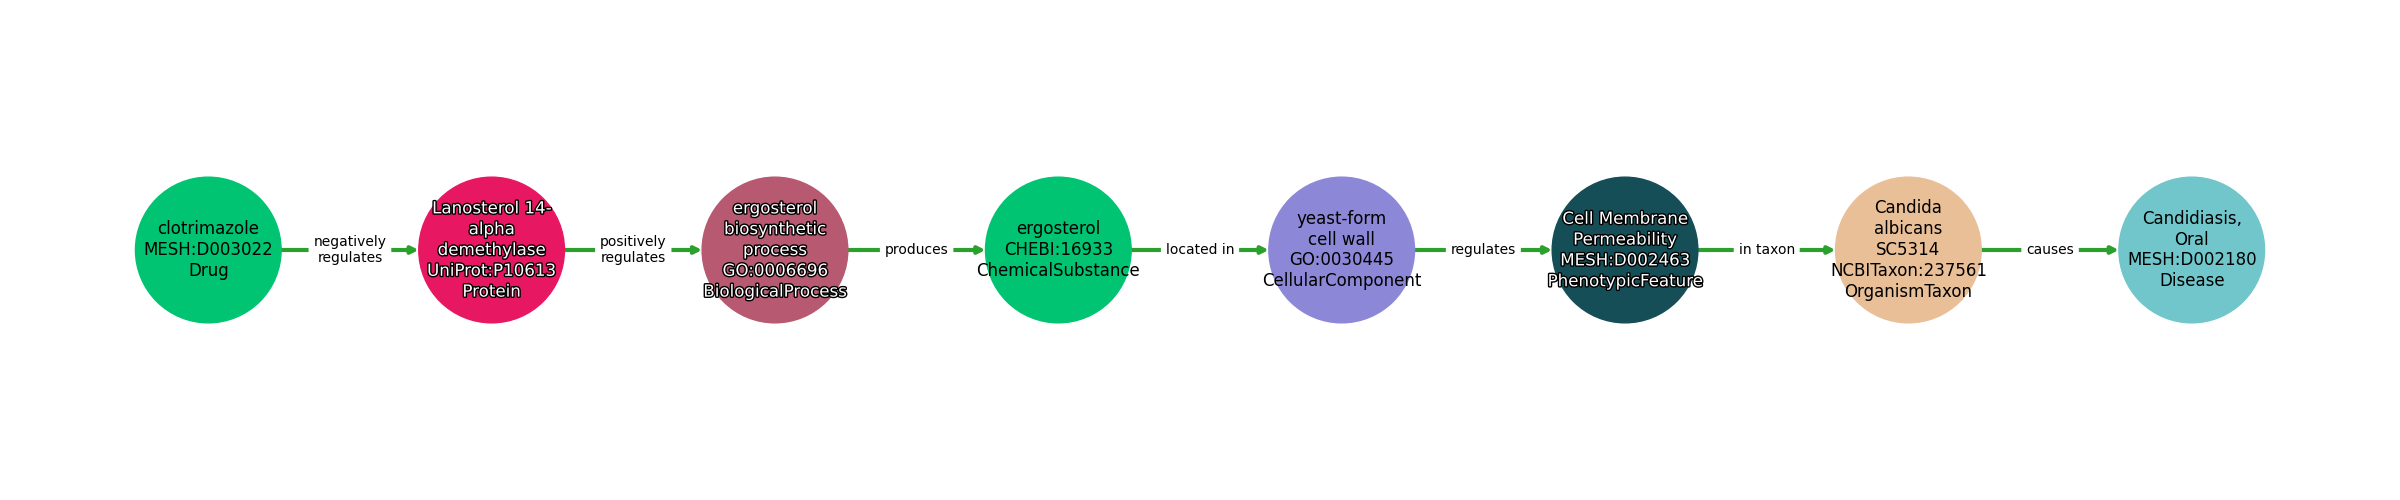 clotrimazole
MESH:D003022
Drug
negatively
regulates
Lanosterol 14-
alpha
demethylase
UniProt:P10613
Protein
positively
regulates
ergosterol
biosynthetic
process
GO:0006696
BiologicalProcess
produces
ergosterol
CHEBI:16933
ChemicalSubstance
located in
yeast-form
cell wall
GO:0030445
CellularComponent
regulates
Cell Membrane
Permeability
MESH:D002463
PhenotypicFeature
in taxon
Candida
albicans
SC5314
NCBITaxon:237561
OrganismTaxon
causes
Candidiasis,
Oral
MESH:D002180
Disease